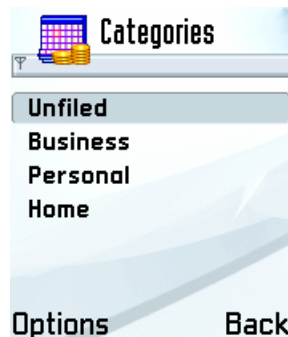 Categories
Unfiled
Business
Personal
Home
Options Back